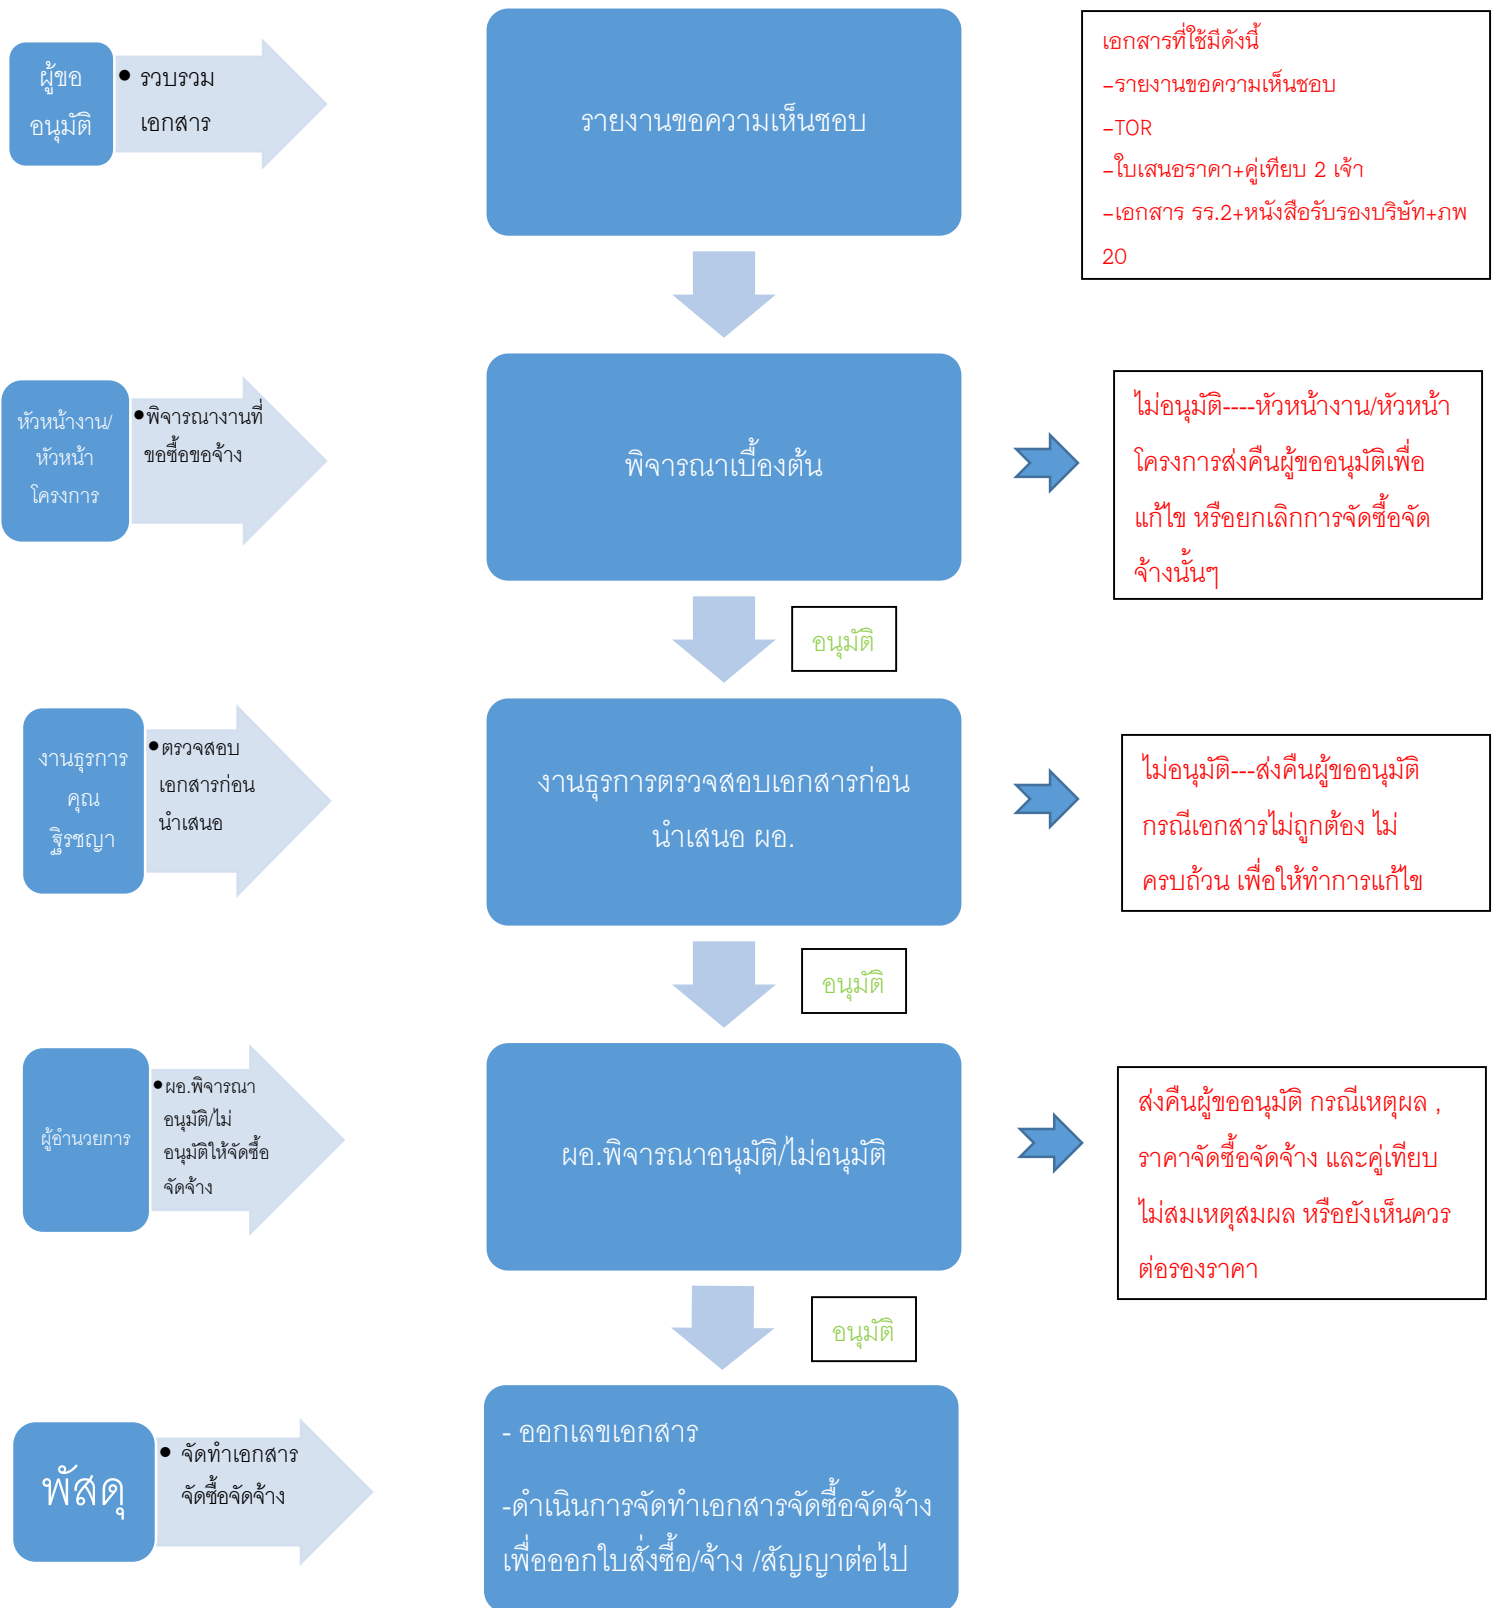 ผู้ขอ
อนุมัติ
• รวบรวม
เอกสาร
รายงานขอความเห็นชอบ
เอกสารที่ใช้มีดังนี้
-รายงานขอความเห็นชอบ
-TOR
-ใบเสนอราคา+คู่เทียบ 2 เจ้า
-เอกสาร รร.2+หนังสือรับรองบริษัท+ภพ
20
หัวหน้างาน/
หัวหน้า
โครงการ
•พิจารณางานที่
ขอซื้อขอจ้าง
พิจารณาเบื้องต้น
ไม่อนุมัติ----หัวหน้างาน/หัวหน้า
โครงการส่งคืนผู้ขออนุมัติเพื่อ
แก้ไข หรือยกเลิกการจัดซื้อจัด
จ้างนั้นๆ
อนุมัติ
งานธุรการ
คุณ
ฐิรชญา
•ตรวจสอบ
เอกสารก่อน
นำเสนอ
งานธุรการตรวจสอบเอกสารก่อน
นำเสนอ ผอ.
ไม่อนุมัติ---ส่งคืนผู้ขออนุมัติ
กรณีเอกสารไม่ถูกต้อง ไม่
ครบถ้วน เพื่อให้ทำการแก้ไข
อนุมัติ
ผู้อำนวยการ
•ผอ.พิจารณา
อนุมัติ/ไม่
อนุมัติให้จัดซื้อ
จัดจ้าง
ผอ.พิจารณาอนุมัติ/ไม่อนุมัติ
ส่งคืนผู้ขออนุมัติ กรณีเหตุผล ,
ราคาจัดซื้อจัดจ้าง และคู่เทียบ
ไม่สมเหตุสมผล หรือยังเห็นควร
ต่อรองราคา
อนุมัติ
พัสดุ
• จัดทำเอกสาร
จัดซื้อจัดจ้าง
- ออกเลขเอกสาร
-ดำเนินการจัดทำเอกสารจัดซื้อจัดจ้าง
เพื่อออกใบสั่งซื้อ/จ้าง /สัญญาต่อไป